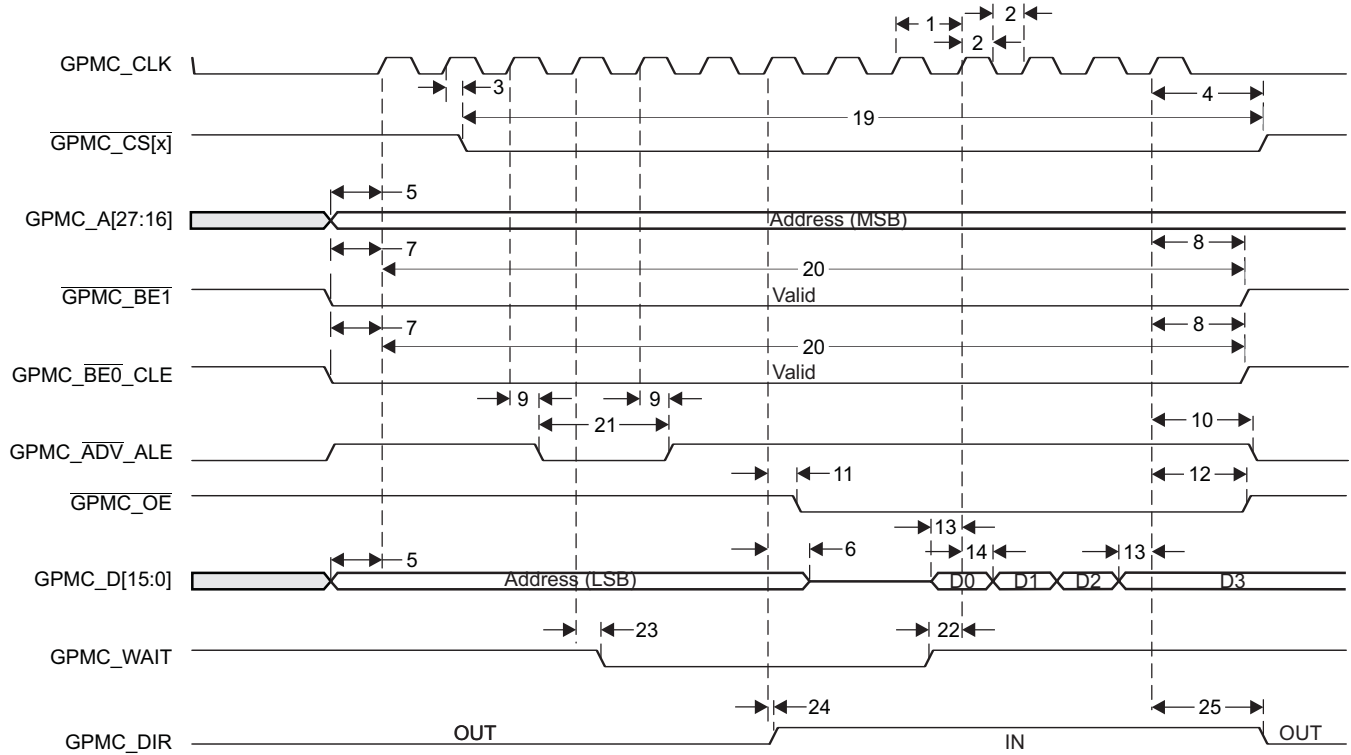 2
1
2
GPMC_CLK
3
4
19
GPMC_CS[x]
5
GPMC_A[27:16]
Address (MSB)
7
8
20
GPMC_BE1
Valid
7
8
20
GPMC_BE0_CLE
Valid
9
9
21
10
GPMC_ADV_ALE
11
12
GPMC_OE
13
6
14
13
5
GPMC_D[15:0]
Address (LSB)
D0
D1
D2
D3
23
22
GPMC_WAIT
24
25
GPMC_DIR
OUT
IN
OUT